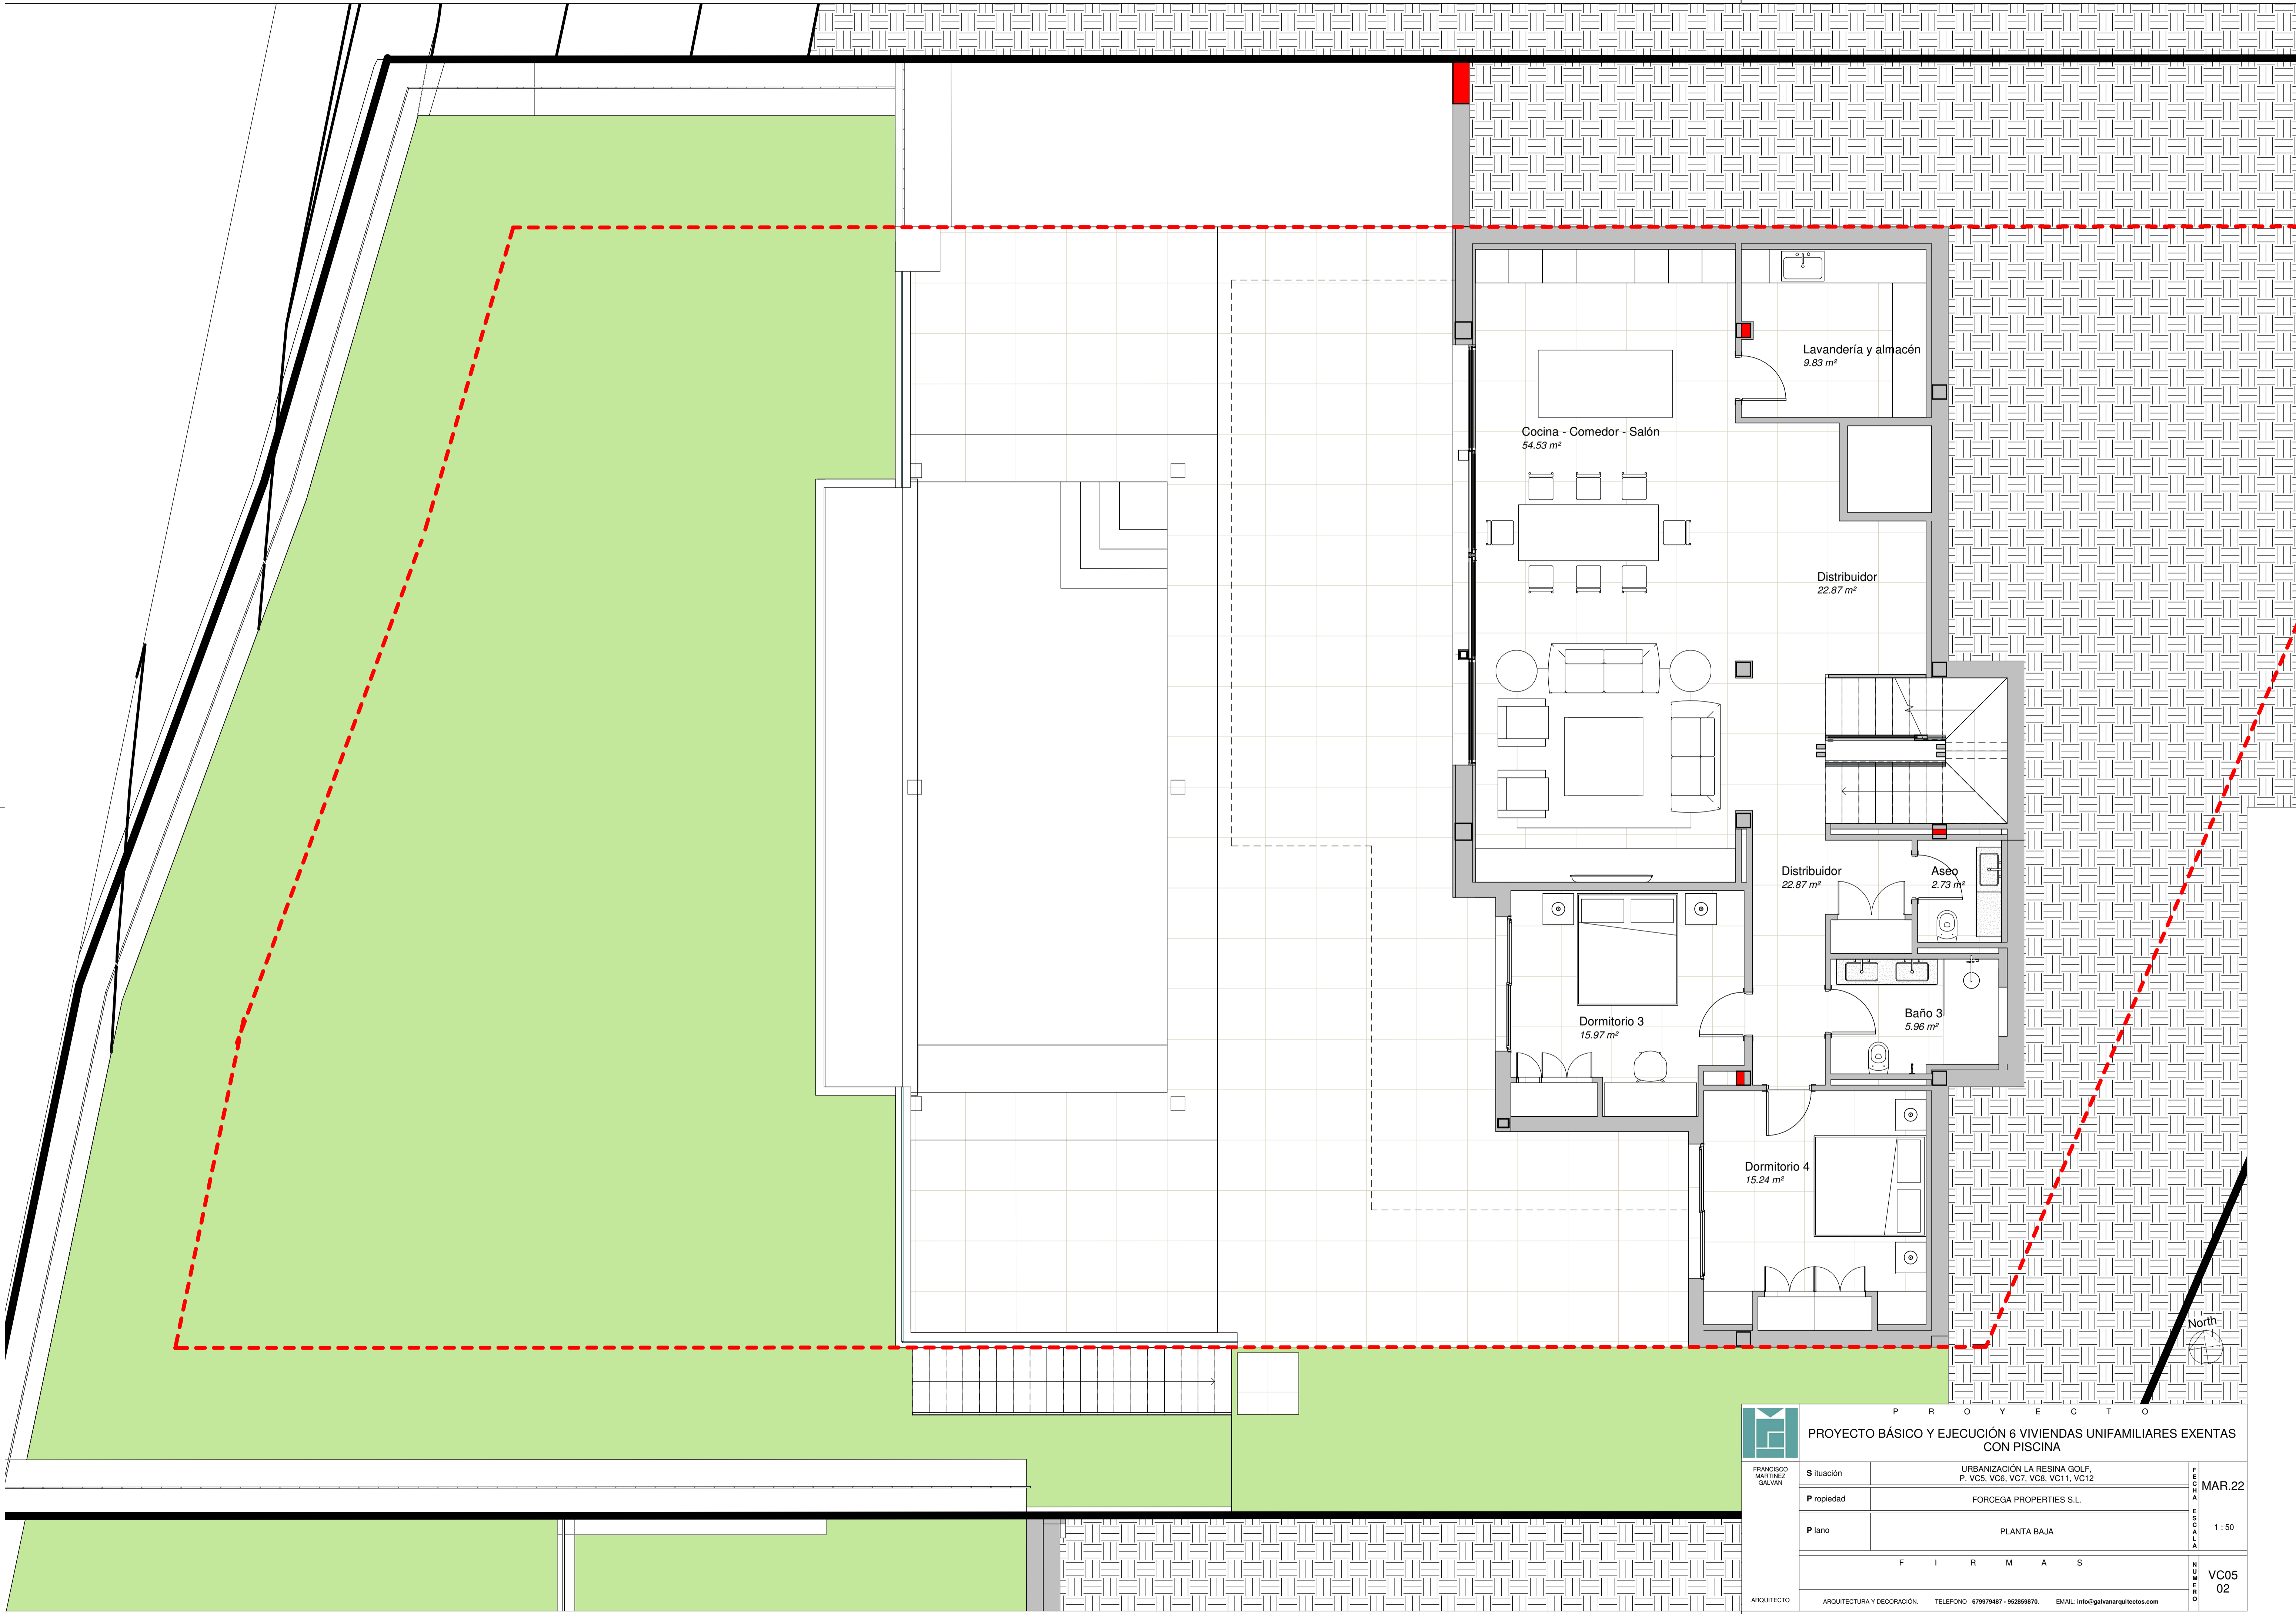 Lavandería y almacén
9.83 m²
Cocina - Comedor - Salón
54.53 m²
Distribuidor
22.87 m²
Distribuidor
22.87 m²
Aseo
2.73 m²
Dormitorio 3
15.97 m²
Baño 3
5.96 m²
Dormitorio 4
15.24 m²
North
P R O Y E C T O
PROYECTO BÁSICO Y EJECUCIÓN 6 VIVIENDAS UNIFAMILIARES EXENTAS
CON PISCINA
FRANCISCO
MARTINEZ
GALVAN
S ituación
URBANIZACIÓN LA RESINA GOLF,
P. VC5, VC6, VC7, VC8, VC11, VC12
FECHA
MAR.22
P ropiedad
FORCEGA PROPERTIES S.L.
P lano
PLANTA BAJA
ESCALA
1 : 50
F I R M A S
NUMERO
VC05
02
ARQUITECTO
ARQUITECTURA Y DECORACIÓN. TELEFONO - 679979487 - 952859870. EMAIL: info@galvanarquitectos.com